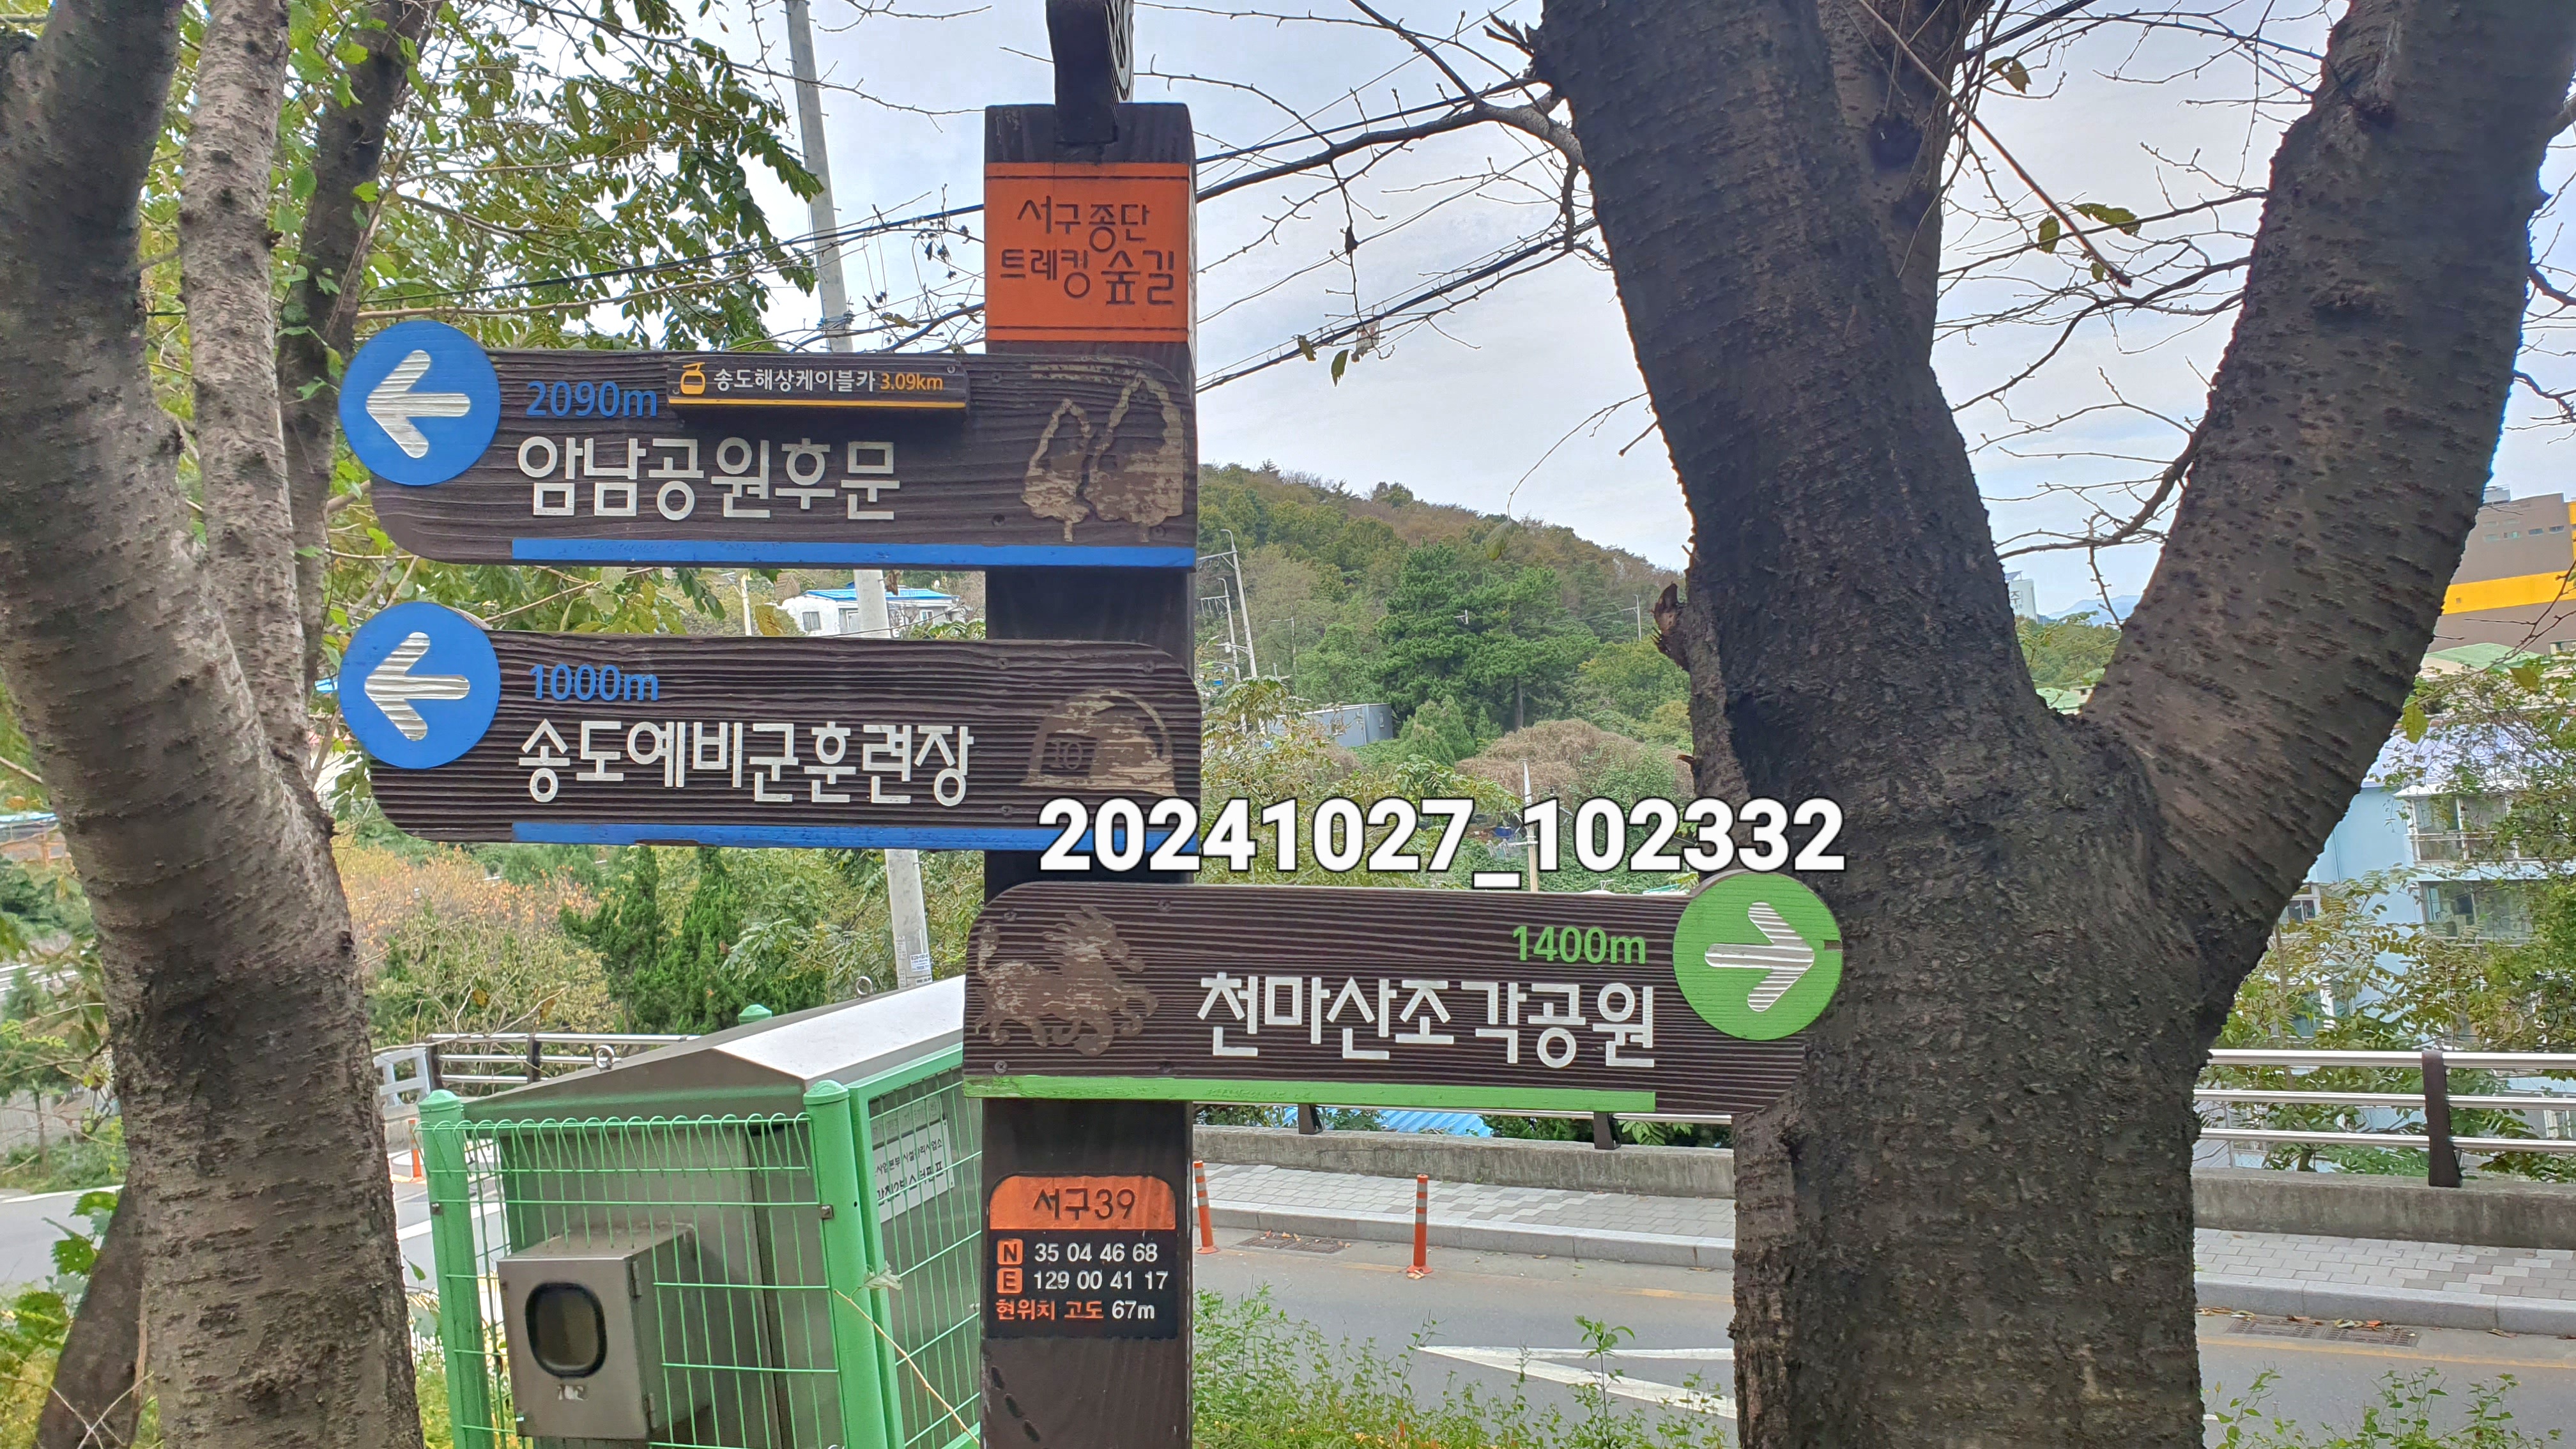 서구종단
트레킹숲길
2090m
송도해상케이블카 3.09km
암남공원후문
1000m
송도예비군훈련장
20241027_102332
1400m
천마산조각공원
서구39
N 35 04 46 68
E 129 00 41 17
현위치 고도 67m